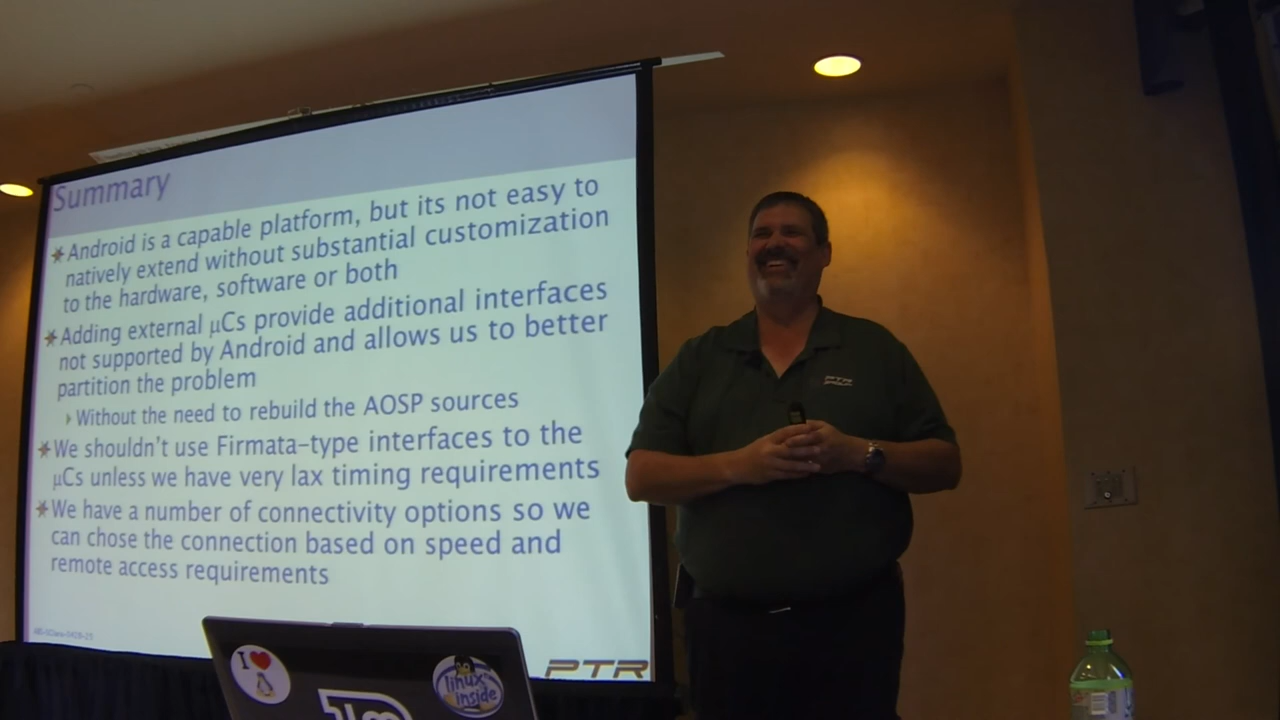 Summary
Android is a capable platform, but its not easy to
natively extend without substantial customization
to the hardware, software or both
Adding external µCs provide additional interfaces
not supported by Android and allows us to better
partition the problem
Without the need to rebuild the AOSP sources
We shouldn't use Firmata-type interfaces to the
µCs unless we have very lax timing requirements
We have a number of connectivity options so we
can chose the connection based on speed and
remote access requirements
PTR
PTR
I
linux
inside